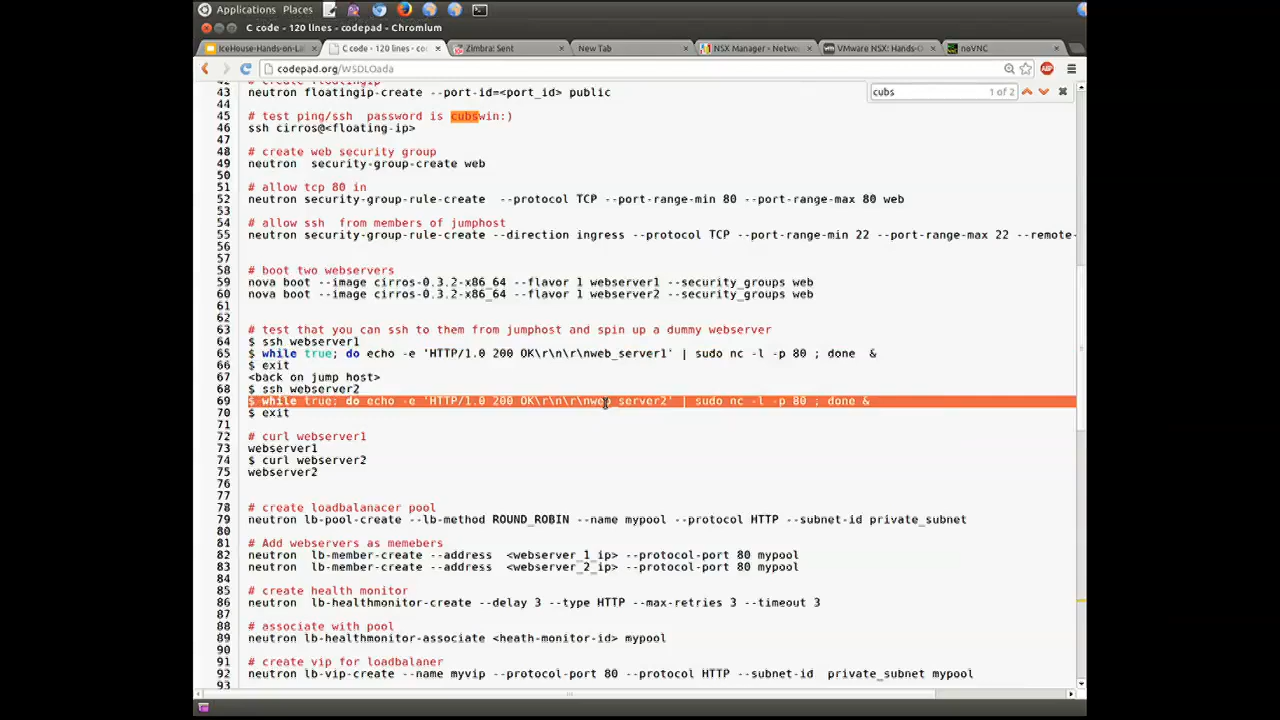 Applications Places
C code - 120 lines - codepad - Chromium
IceHouse-Hands-on-La
C code - 120 lines - co
Zimbra: Sent
New Tab
NSX Manager - Netwo
VMware NSX: Hands-O
noVNC
codepad.org/WSDLOada
ABP
cubs 1 of 2
42 # create floatingip
43 neutron floatingip-create --port-id=<port_id> public
44
45 # test ping/ssh password is cubswin:)
46 ssh cirros@<floating-ip>
47
48 # create web security group
49 neutron security-group-create web
50
51 # allow tcp 80 in
52 neutron security-group-rule-create --protocol TCP --port-range-min 80 --port-range-max 80 web
53
54 # allow ssh from members of jumphost
55 neutron security-group-rule-create --direction ingress --protocol TCP --port-range-min 22 --port-range-max 22 --remote-
56
57
58 # boot two webservers
59 nova boot --image cirros-0.3.2-x86_64 --flavor 1 webserver1 --security_groups web
60 nova boot --image cirros-0.3.2-x86_64 --flavor 1 webserver2 --security_groups web
61
62
63 # test that you can ssh to them from jumphost and spin up a dummy webserver
64 $ ssh webserver1
65 $ while true; do echo -e 'HTTP/1.0 200 OK\r\n\r\nweb_server1' | sudo nc -l -p 80 ; done &
66 $ exit
67 <back on jump host>
68 $ ssh webserver2
69 $ while true; do echo -e 'HTTP/1.0 200 OK\r\n\r\nweb_server2' | sudo nc -l -p 80 ; done &
70 $ exit
71
72 # curl webserver1
73 webserver1
74 $ curl webserver2
75 webserver2
76
77
78 # create loadbalanacer pool
79 neutron lb-pool-create --lb-method ROUND_ROBIN --name mypool --protocol HTTP --subnet-id private_subnet
80
81 # Add webservers as memebers
82 neutron lb-member-create --address <webserver_1_ip> --protocol-port 80 mypool
83 neutron lb-member-create --address <webserver_2_ip> --protocol-port 80 mypool
84
85 # create health monitor
86 neutron lb-healthmonitor-create --delay 3 --type HTTP --max-retries 3 --timeout 3
87
88 # associate with pool
89 neutron lb-healthmonitor-associate <heath-monitor-id> mypool
90
91 # create vip for loadbalaner
92 neutron lb-vip-create --name myvip --protocol-port 80 --protocol HTTP --subnet-id private_subnet mypool
93